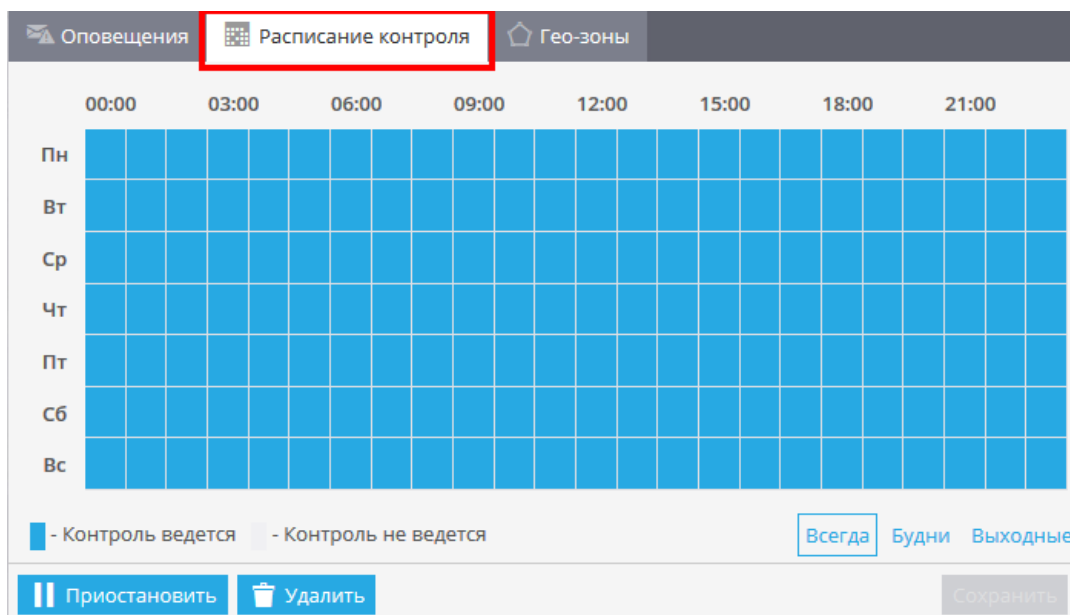 Оповещения Расписание контроля Гео-зоны
00:00 03:00 06:00 09:00 12:00 15:00 18:00 21:00
Пн
Вт
Ср
Чт
Пт
Сб
Вс
- Контроль ведется - Контроль не ведется Всегда Будни Выходные
Приостановить Удалить Сохранить